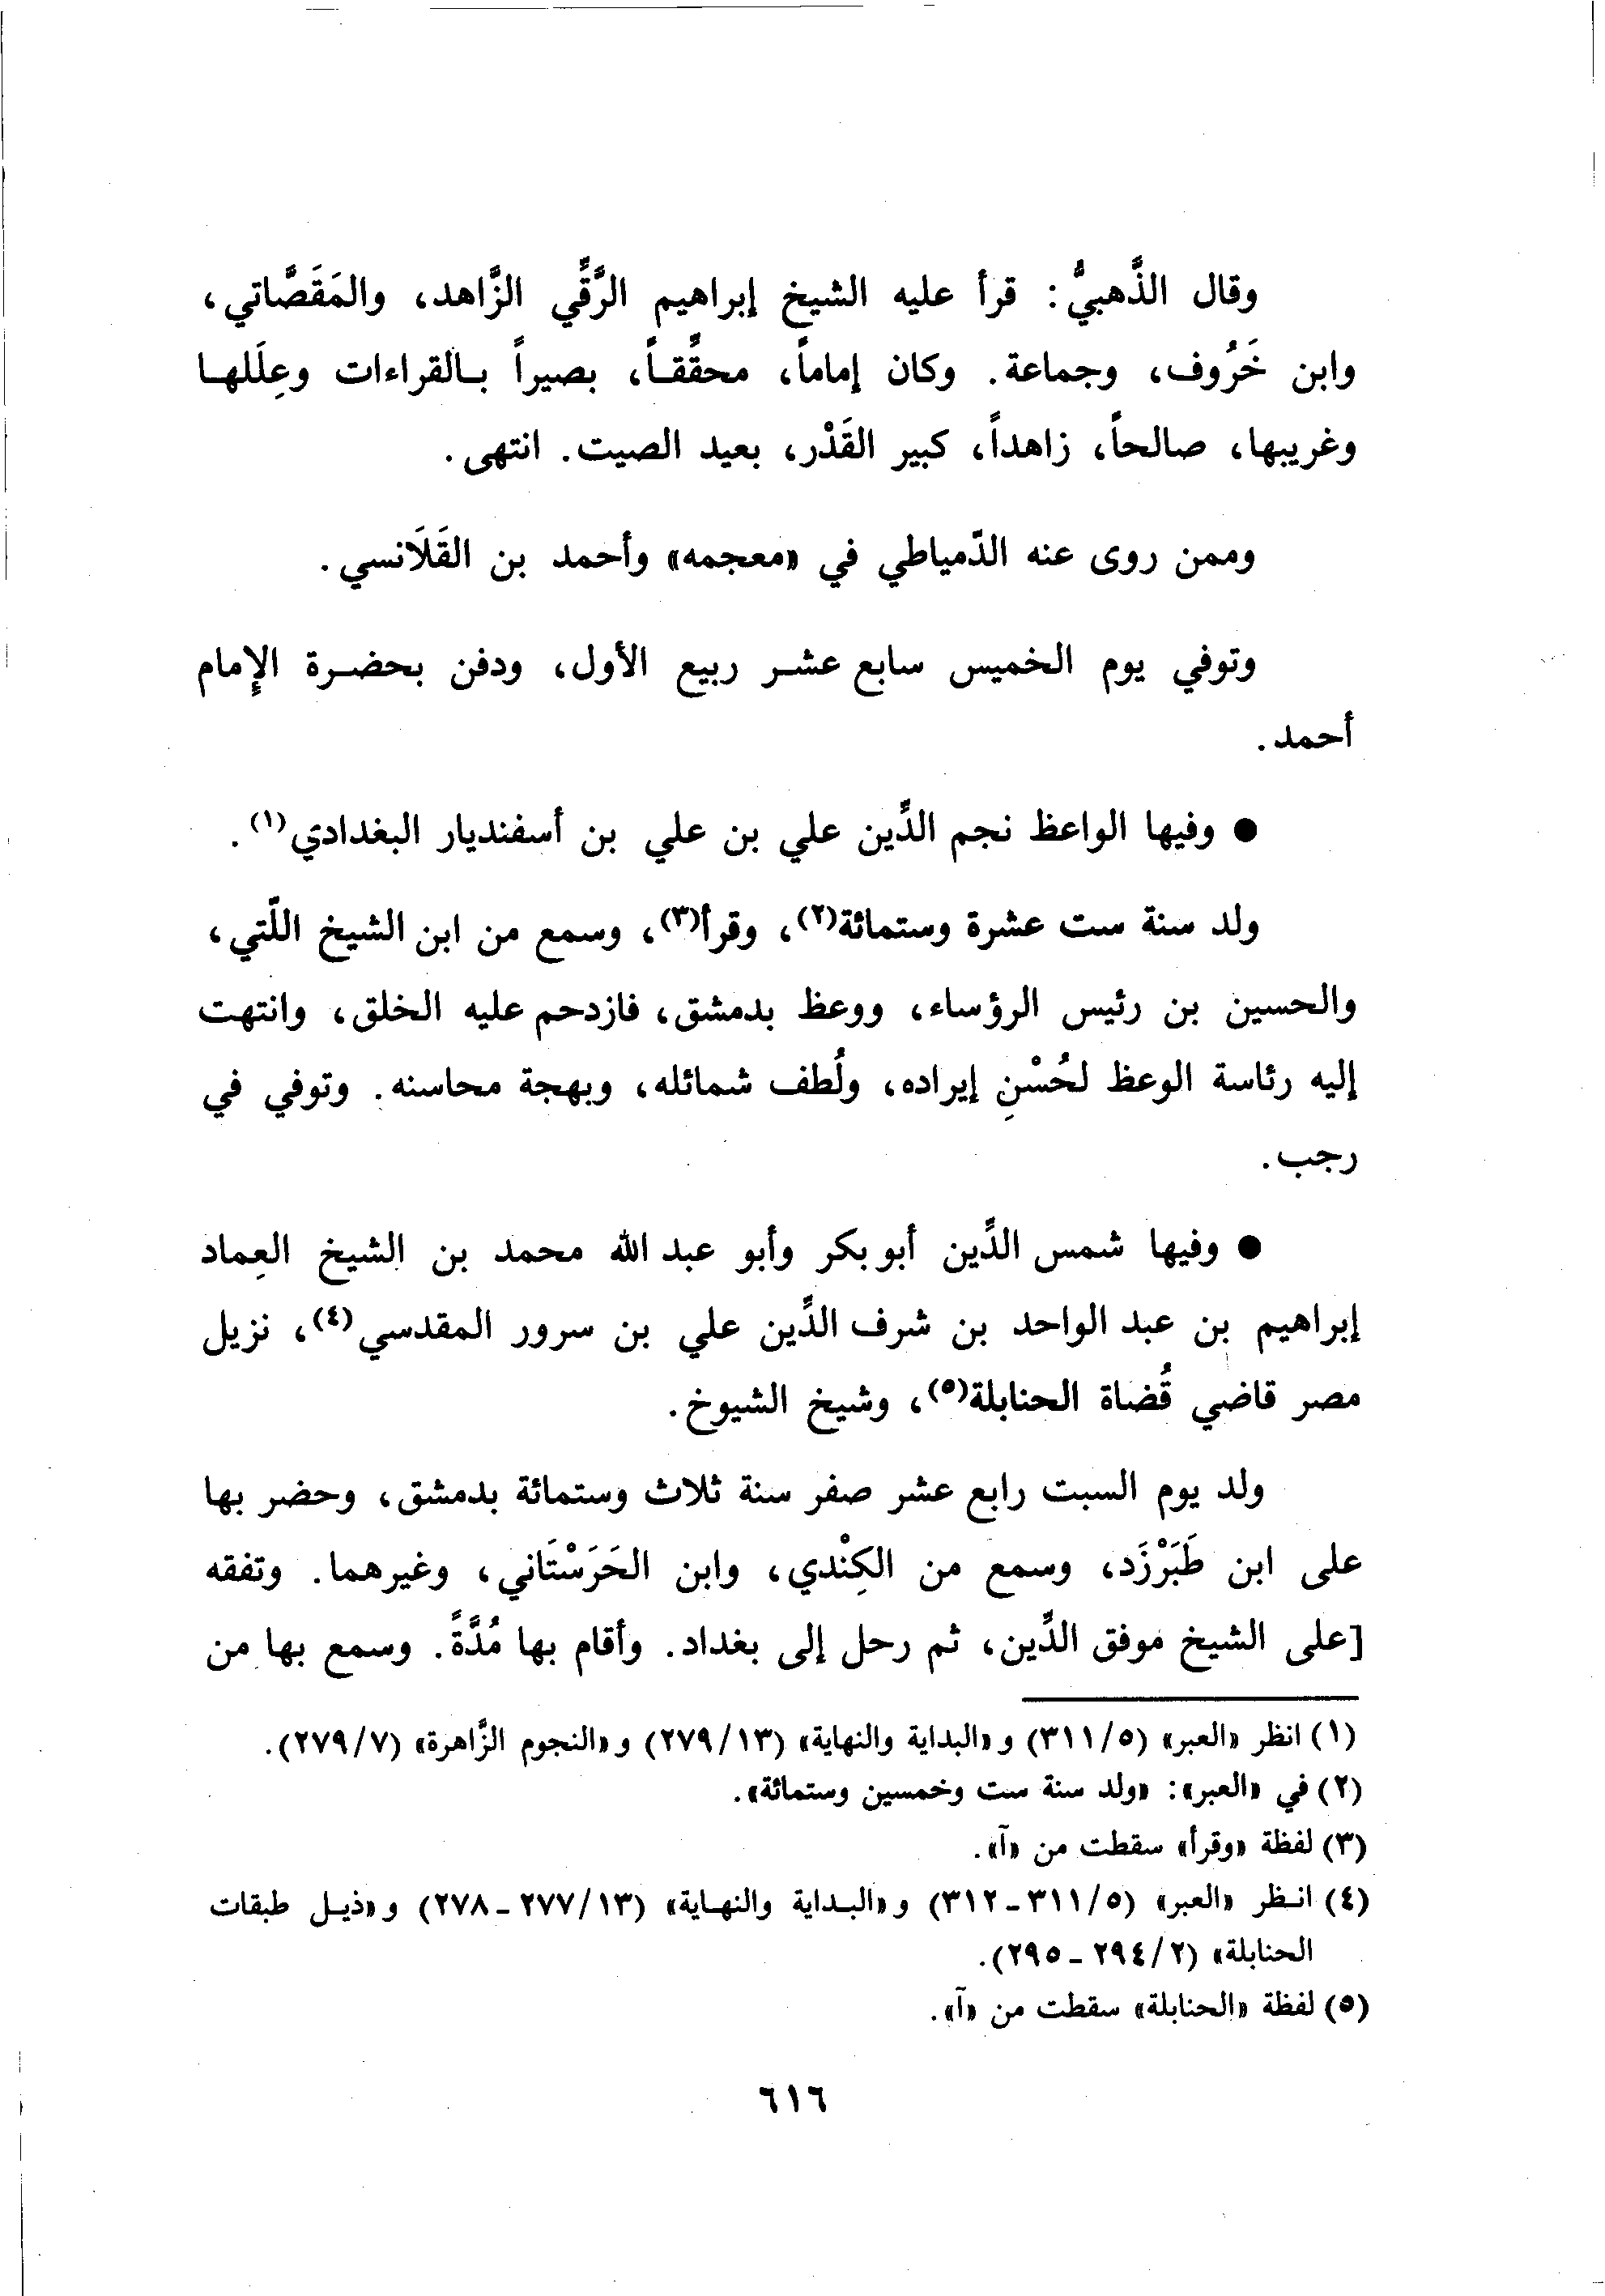 وقال الذَّهبيُّ: قرأ عليه الشيخ إبراهيم الرَّقِّي الزَّاهد، والمَقَصَّاتي،
وابن خَرُوف، وجماعة. وكان إماماً، محقِّقاً، بصيراً بالقراءات وعِلَلها
وغريبها، صالحاً، زاهداً، كبير القَدْر، بعيد الصيت. انتهى.
وممن روى عنه الدّمياطي في «معجمه» وأحمد بن القَلَانسي.
وتوفي يوم الخميس سابع عشر ربيع الأول، ودفن بحضرة الإِمام
أحمد.
● وفيها الواعظ نجم الدِّين علي بن علي بن أسفنديار البغدادي(١).
ولد سنة ست عشرة وستمائة(٢)، وقرأ(٣)، وسمع من ابن الشيخ اللّتي،
والحسين بن رئيس الرؤساء، ووعظ بدمشق، فازدحم عليه الخلق، وانتهت
إليه رئاسة الوعظ لحُسْنِ إيراده، ولُطف شمائله، وبهجة محاسنه. وتوفي في
رجب.
● وفيها شمس الدِّين أبو بكر وأبو عبد الله محمد بن الشيخ العِماد
إبراهيم بن عبد الواحد بن شرف الدِّين علي بن سرور المقدسي(٤)، نزيل
مصر قاضي قُضاة الحنابلة(٥)، وشيخ الشيوخ.
ولد يوم السبت رابع عشر صفر سنة ثلاث وستمائة بدمشق، وحضر بها
على ابن طَبَرْزَد، وسمع من الكِنْدي، وابن الحَرَسْتَاني، وغيرهما. وتفقه
[على الشيخ موفق الدِّين، ثم رحل إلى بغداد. وأقام بها مُدَّةً. وسمع بها من
(١) انظر «العبر» (٣١١/٥) و«البداية والنهاية» (٢٧٩/١٣) و«النجوم الزَّاهرة» (٢٧٩/٧).
(٢) في «العبر»: «ولد سنة ست وخمسين وستمائة».
(٣) لفظة «وقرأ» سقطت من «آ».
(٤) انظر «العبر» (٣١١/٥ - ٣١٢) و«البداية والنهاية» (٢٧٧/١٣ - ٢٧٨) و«ذيل طبقات
الحنابلة» (٢٩٤/٢ - ٢٩٥).
(٥) لفظة «الحنابلة» سقطت من «آ».
٦١٦